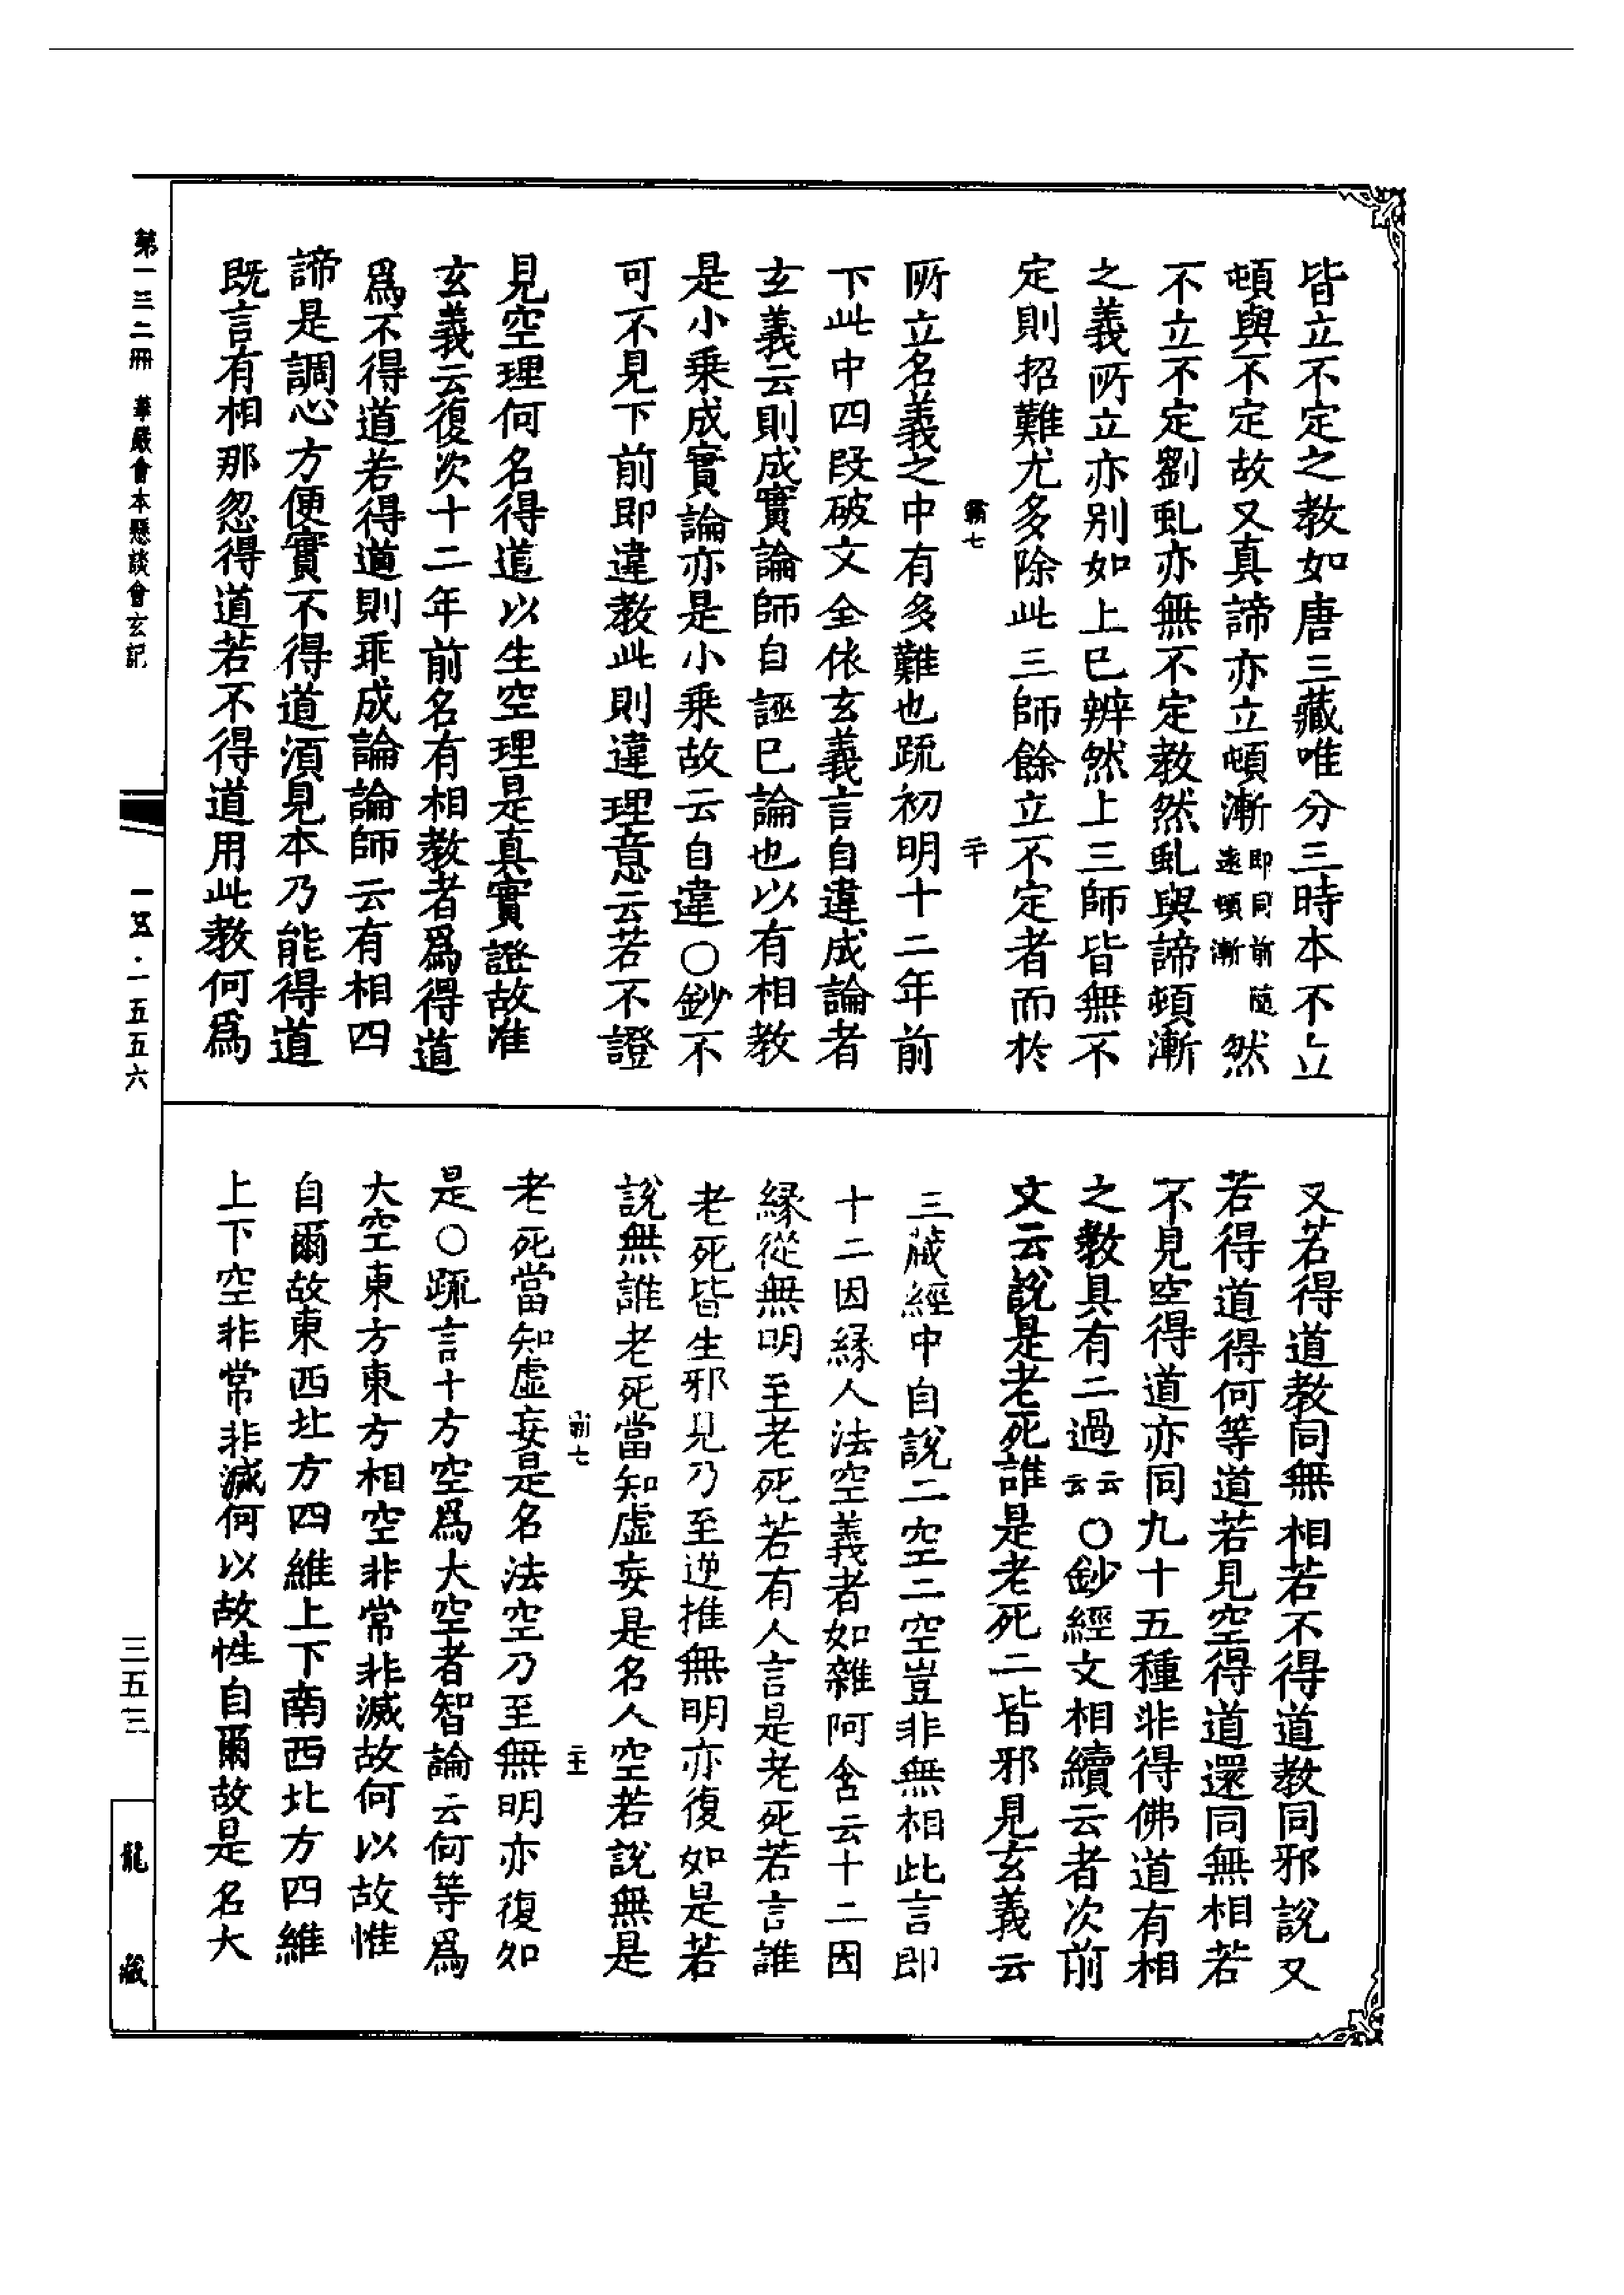 皆立不定之教如唐三藏唯分三時本不立
頓與不定故又真諦亦立頓漸即同前隨遠頓漸然
不立不定劉虬亦無不定教然虬與諦頓漸
之義所立亦別如上已辨然上三師皆無不
定則招難尤多除此三師餘立不定者而於
霸七
二十
所立名義之中有多難也疏初明十二年前
下此中四段破文全依玄義言自違成論者
玄義云則成實論師自誣已論也以有相教
是小乘成實論亦是小乘故云自違○鈔不
可不見下前即違教此則違理意云若不證
見空理何名得道以生空理是真實證故准
玄義云復次十二年前名有相教者爲得道
爲不得道若得道則乖成論論師云有相四
諦是調心方便實不得道湏見本乃能得道
既言有相那忽得道若不得道用此教何爲
又若得道教同無相若不得道教同邪說又
若得道得何等道若見空得道還同無相若
不見空得道亦同九十五種非得佛道有相
之教具有二過云云○鈔經文相續云者次前
文云說是老死誰是老死二皆邪見玄義云
三藏經中自說二空二空豈非無相此言即
十二因緣人法空義者如雜阿含云十二因
緣從無明至老死若有人言是老死若言誰
老死皆生邪見乃至逆推無明亦復如是若
說無誰老死當知虛妄是名人空若說無是
七
老死當知虛妄是名法空乃至無明亦復如
是○疏言十方空爲大空者智論云何等爲
大空東方東方相空非常非滅故何以故惟
自爾故東西北方四維上下南西北方四維
上下空非常非滅何以故性自爾故是名大
第一三二冊 華嚴會本懸談會玄記
一五五·一五五六
三五三
龍藏